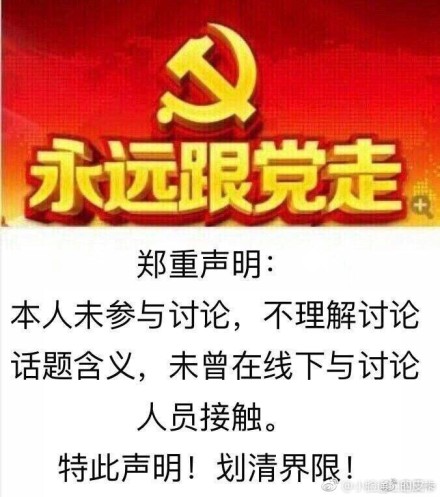 永远跟党走
郑重声明：
本人未参与讨论，不理解讨论
话题含义，未曾在线下与讨论
人员接触。
特此声明！划清界限！